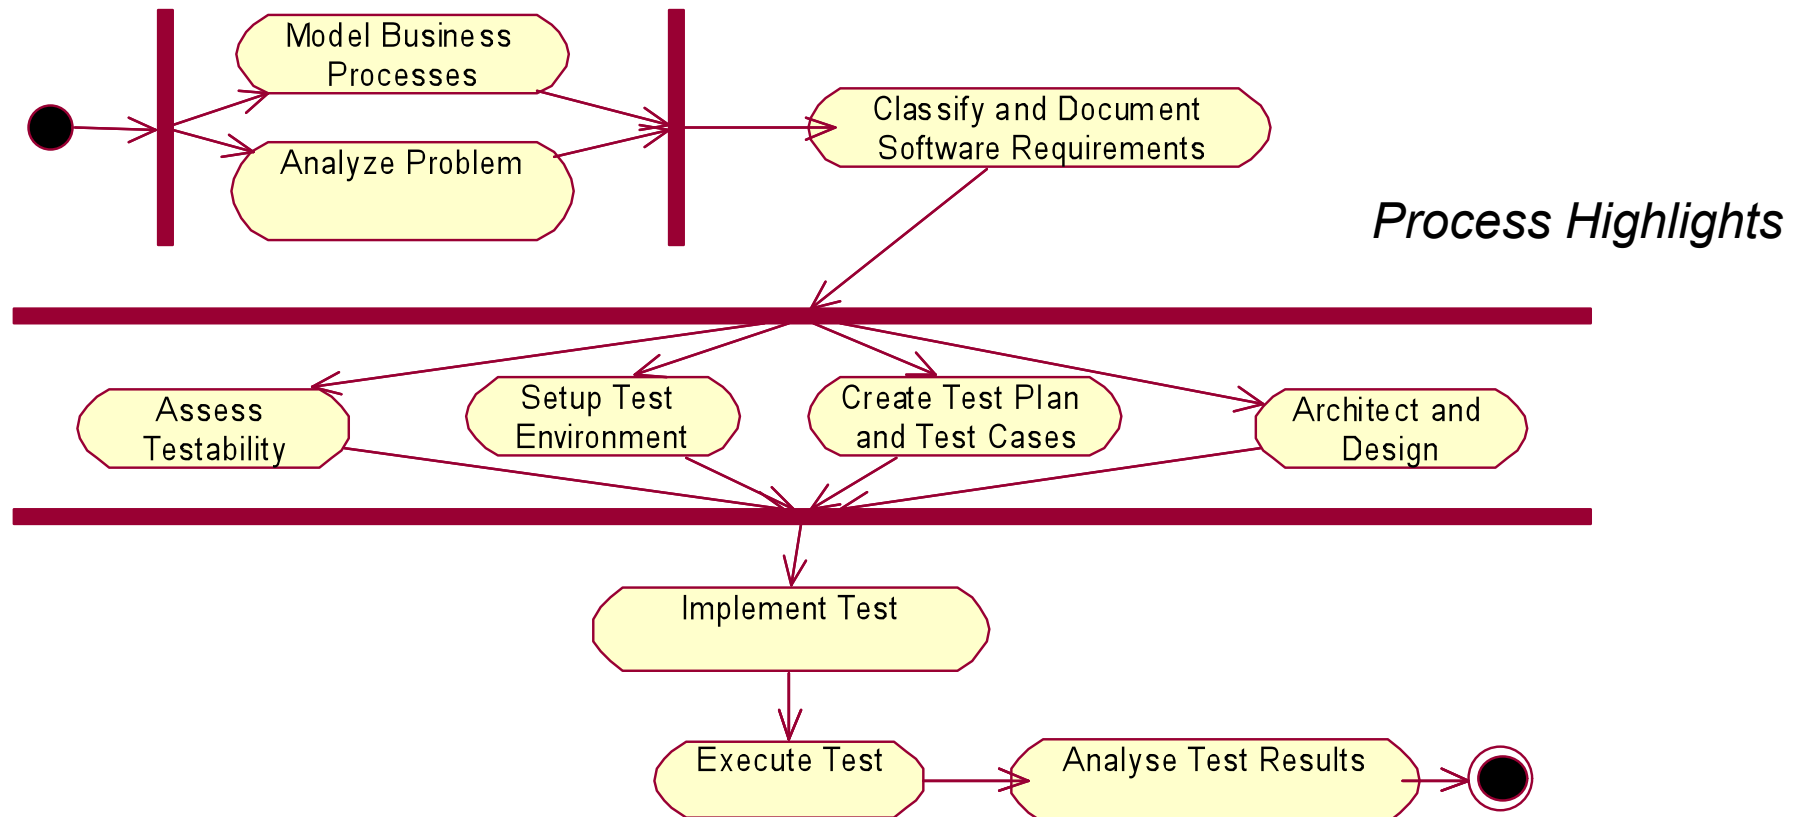 Model Business
Processes
Analyze Problem
Classify and Document
Software Requirements
Process Highlights
Assess
Testability
Setup Test
Environment
Create Test Plan
and Test Cases
Architect and
Design
Implement Test
Execute Test
Analyse Test Results